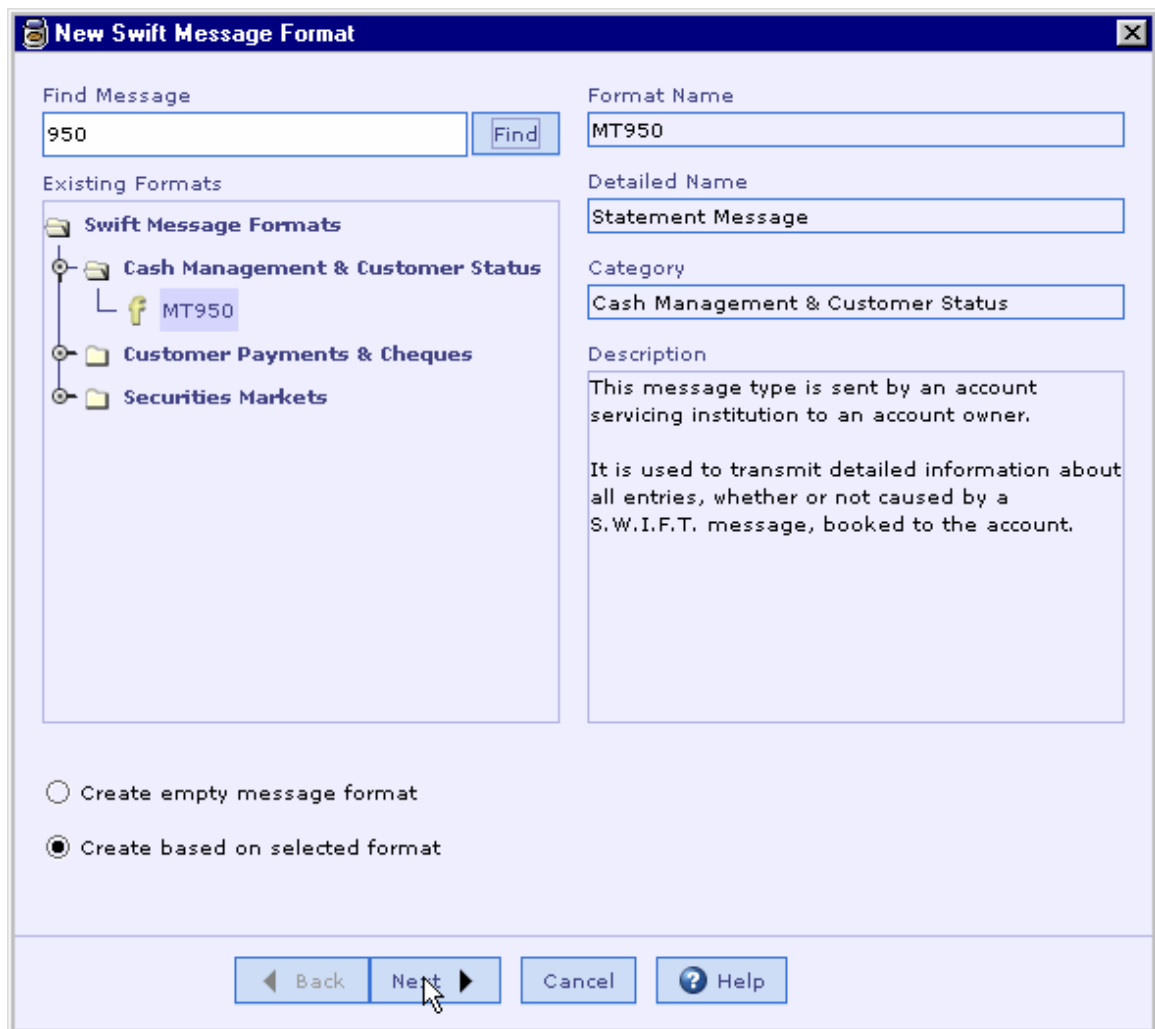 New Swift Message Format
Find Message
950
Find
Existing Formats
Swift Message Formats
Cash Management & Customer Status
MT950
Customer Payments & Cheques
Securities Markets
Format Name
MT950
Detailed Name
Statement Message
Category
Cash Management & Customer Status
Description
This message type is sent by an account
servicing institution to an account owner.
It is used to transmit detailed information about
all entries, whether or not caused by a
S.W.I.F.T. message, booked to the account.
Create empty message format
Create based on selected format
Back
Next
Cancel
Help